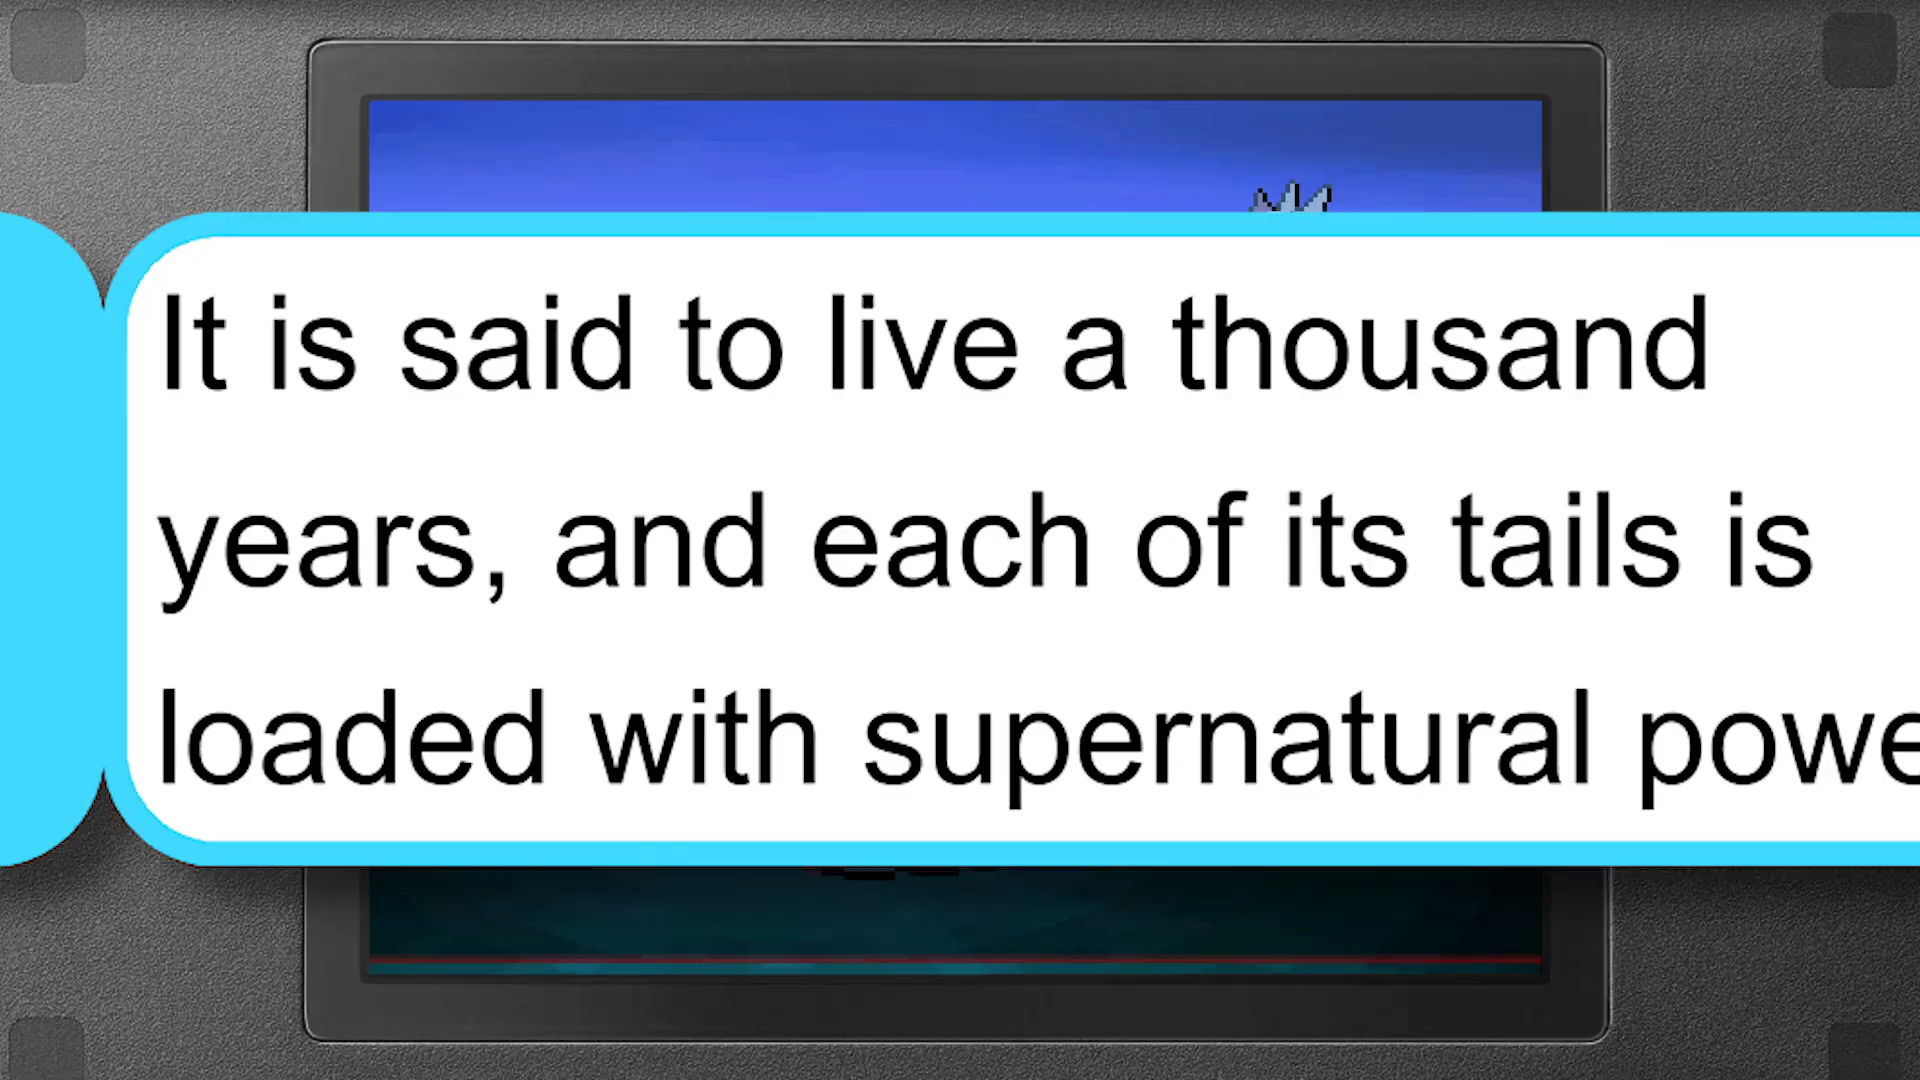 It is said to live a thousand
years, and each of its tails is
loaded with supernatural powe